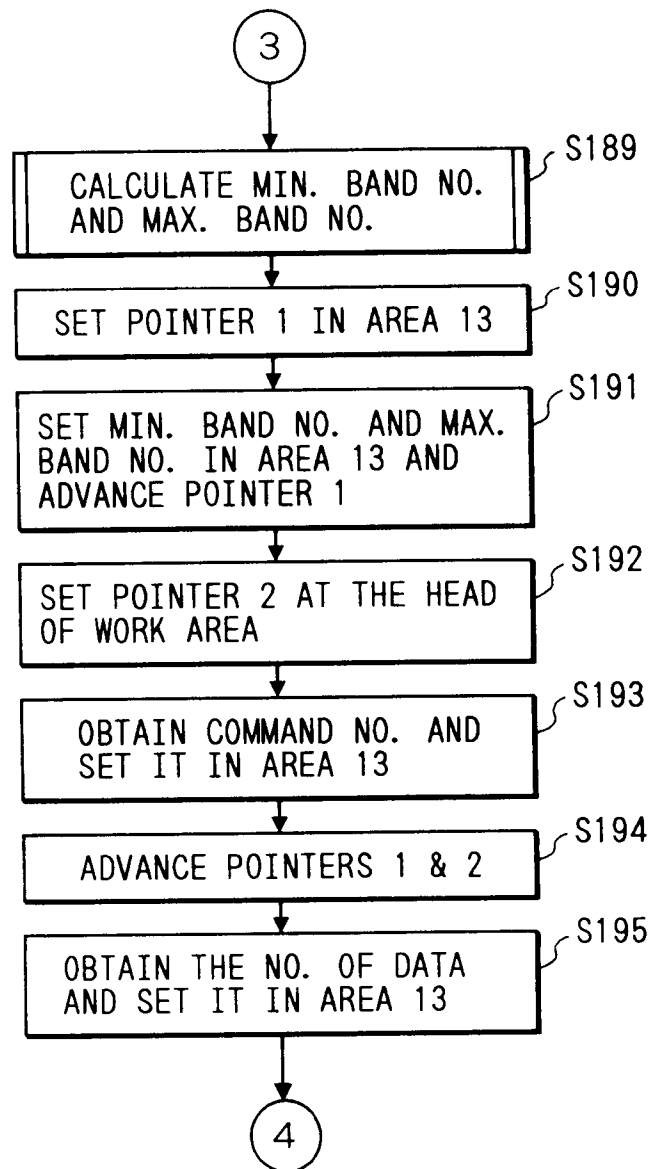 3
S189
CALCULATE MIN. BAND NO.
AND MAX. BAND NO.
S190
SET POINTER 1 IN AREA 13
S191
SET MIN. BAND NO. AND MAX.
BAND NO. IN AREA 13 AND
ADVANCE POINTER 1
S192
SET POINTER 2 AT THE HEAD
OF WORK AREA
S193
OBTAIN COMMAND NO. AND
SET IT IN AREA 13
S194
ADVANCE POINTERS 1 & 2
S195
OBTAIN THE NO. OF DATA
AND SET IT IN AREA 13
4